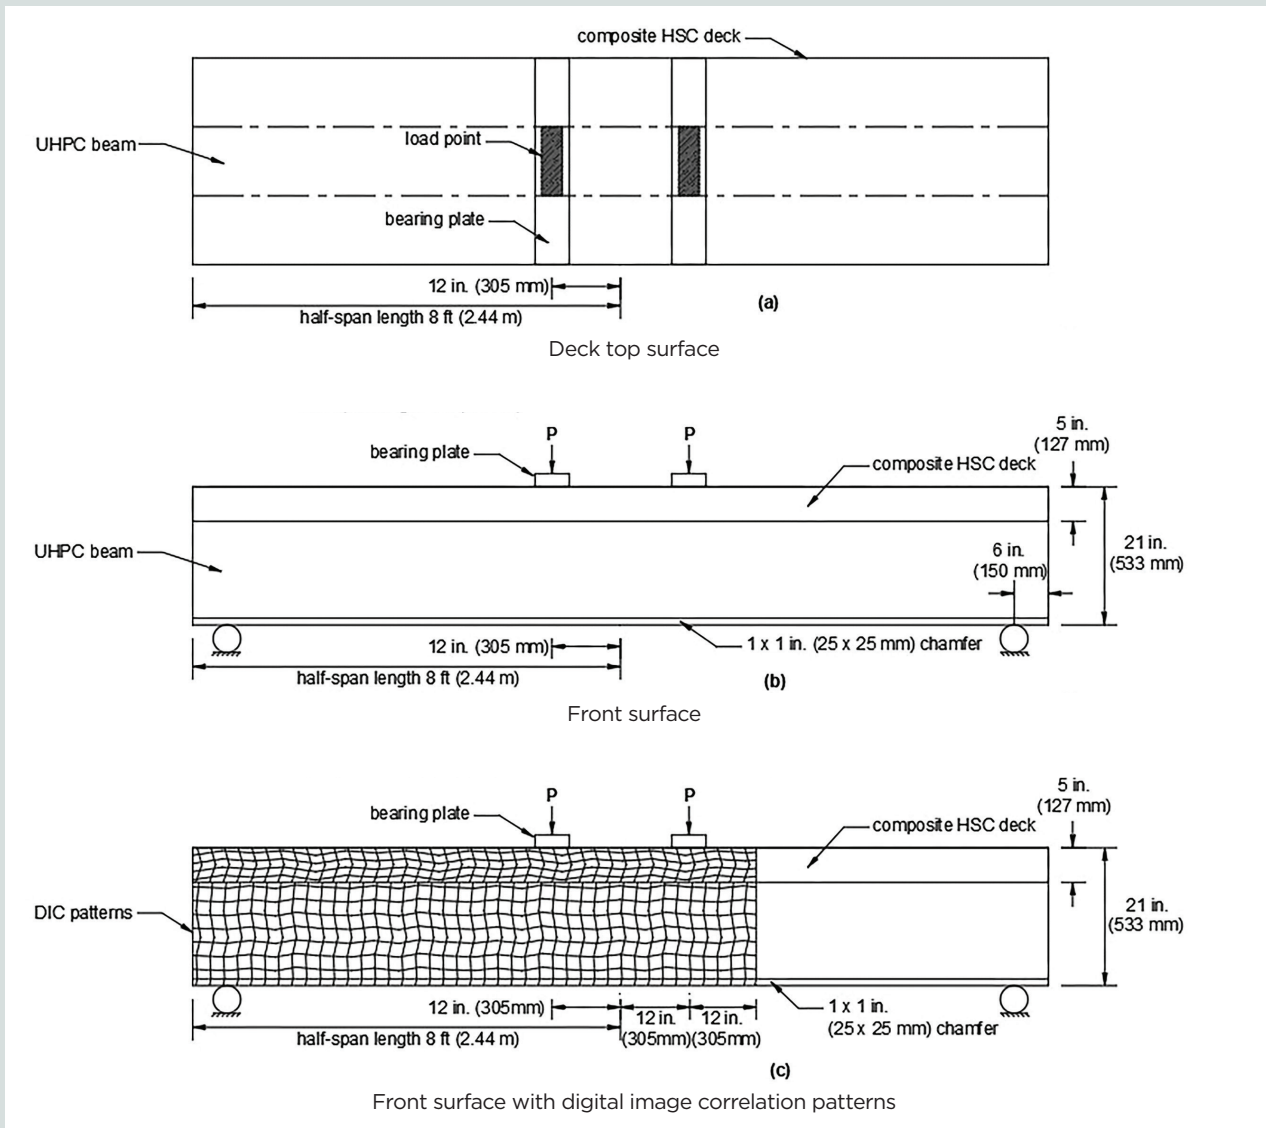 composite HSC deck
UHPC beam
load point
bearing plate
12 in. (305 mm)
half-span length 8 ft (2.44 m)
(a)
Deck top surface
P
P
5 in.
(127 mm)
bearing plate
composite HSC deck
UHPC beam
6 in.
(150 mm)
21 in.
(533 mm)
12 in. (305 mm)
1 x 1 in. (25 x 25 mm) chamfer
half-span length 8 ft (2.44 m)
(b)
Front surface
P
P
5 in.
(127 mm)
bearing plate
composite HSC deck
DIC patterns
21 in.
(533 mm)
12 in. (305mm)
12 in.
(305mm)
12 in.
(305mm)
1 x 1 in.
(25 x 25 mm) chamfer
half-span length 8 ft (2.44 m)
(c)
Front surface with digital image correlation patterns